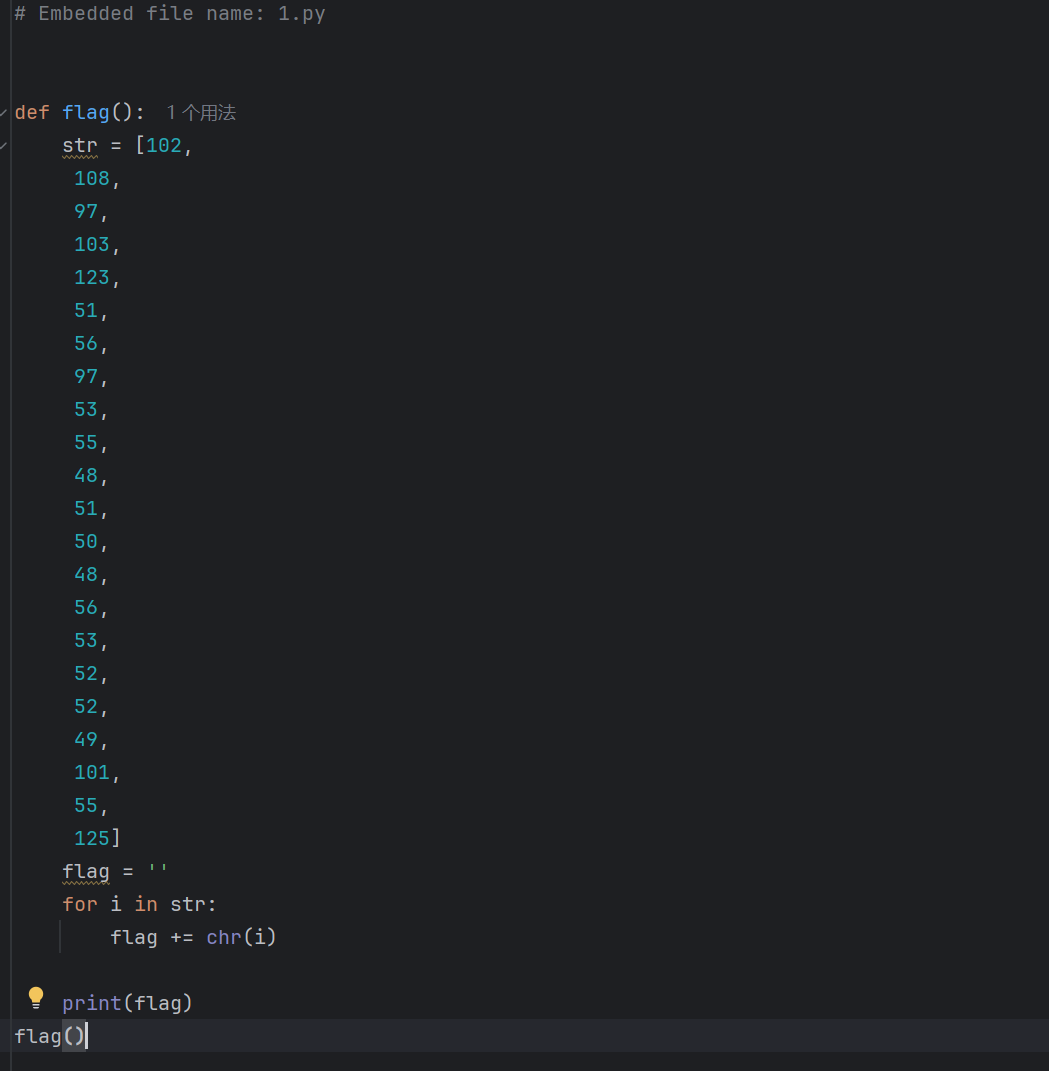 # Embedded file name: 1.py
def flag():  1 个用法
    str = [102,
     108,
     97,
     103,
     123,
     51,
     56,
     97,
     53,
     55,
     48,
     51,
     50,
     48,
     56,
     53,
     52,
     52,
     49,
     101,
     55,
     125]
    flag = ''
    for i in str:
        flag += chr(i)
    print(flag)
flag()